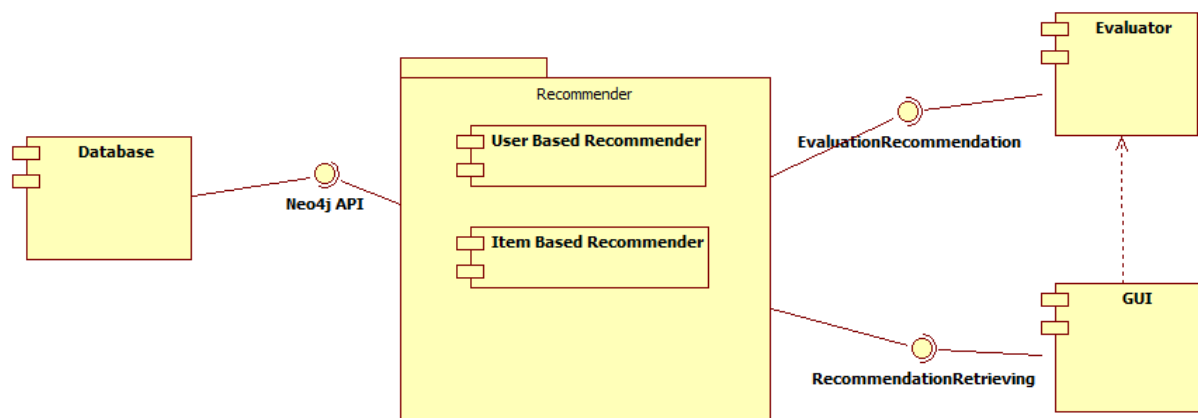 Evaluator
Recommender
User Based Recommender
EvaluationRecommendation
Database
Neo4j API
Item Based Recommender
GUI
RecommendationRetrieving